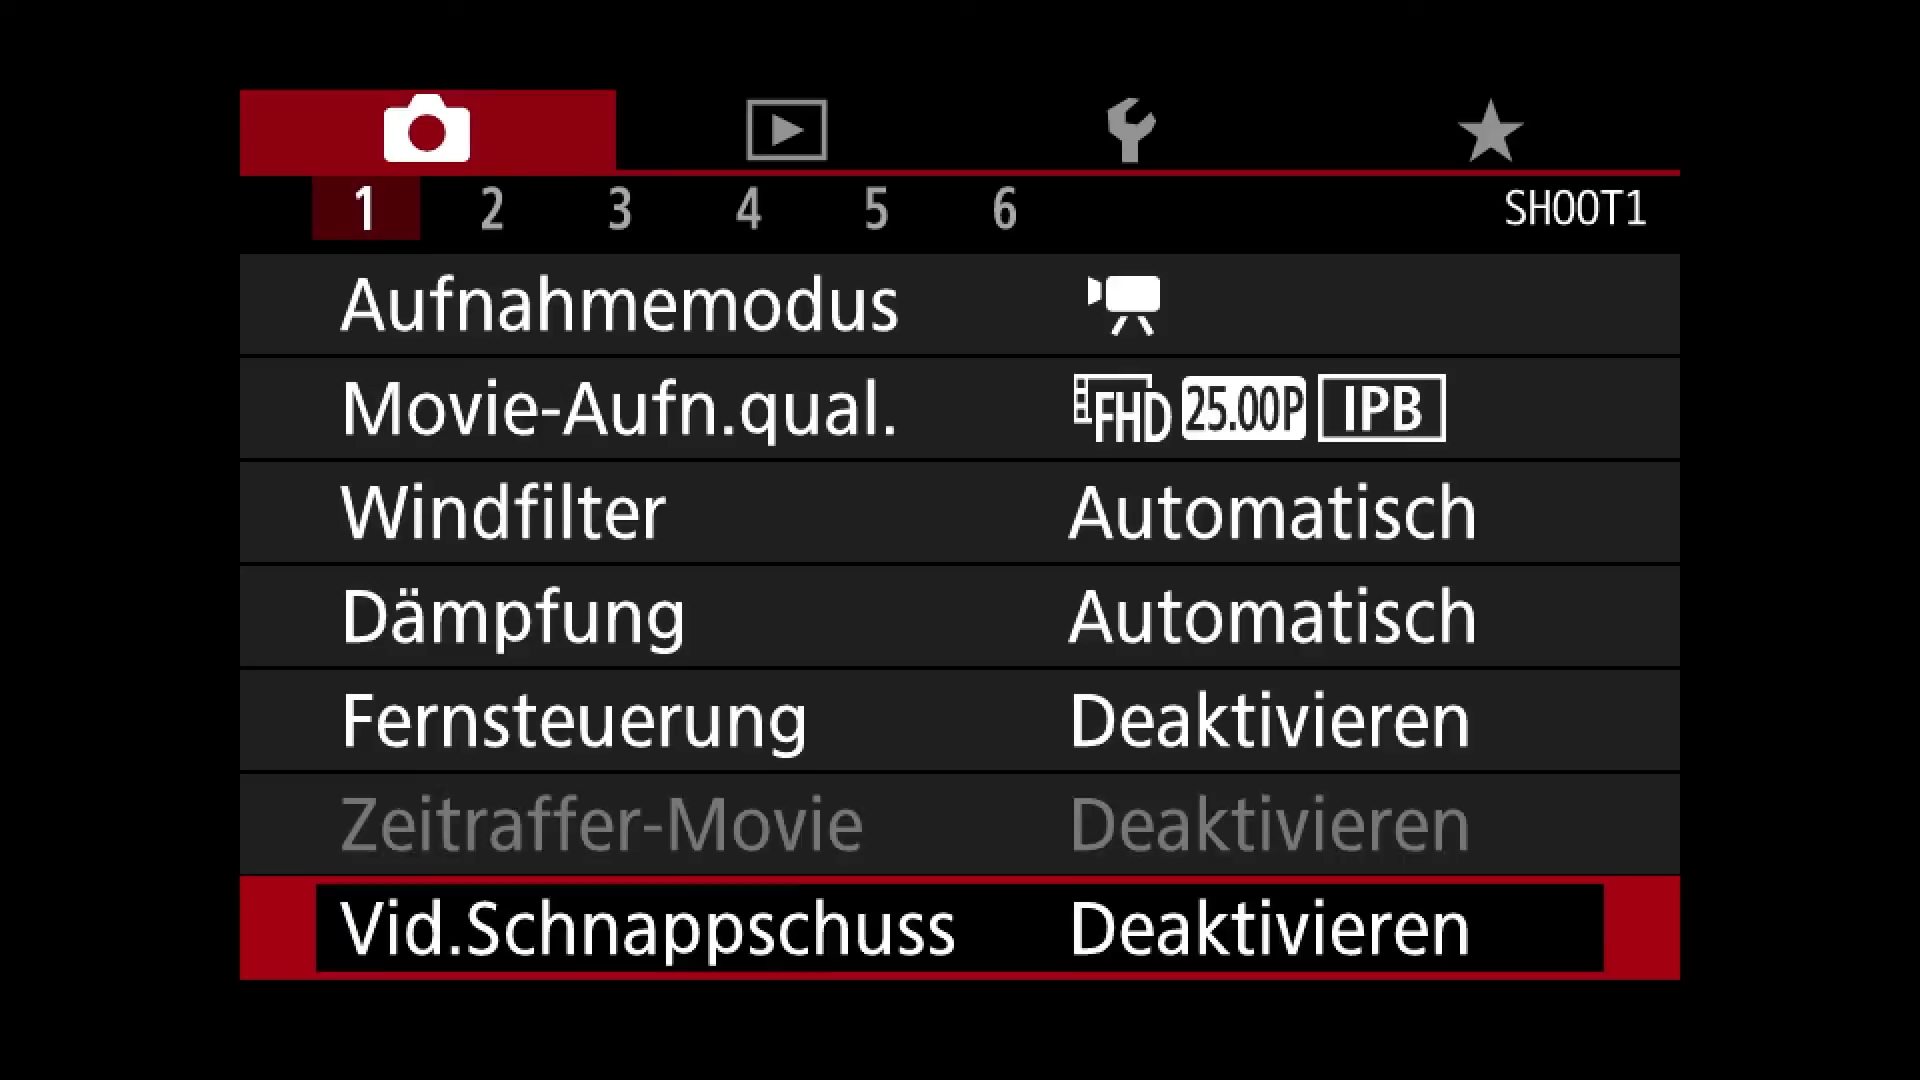 1 2 3 4 5 6 SHOOT1
Aufnahmemodus
Movie-Aufn.qual. FHD 25.00P IPB
Windfilter Automatisch
Dämpfung Automatisch
Fernsteuerung Deaktivieren
Zeitraffer-Movie Deaktivieren
Vid.Schnappschuss Deaktivieren